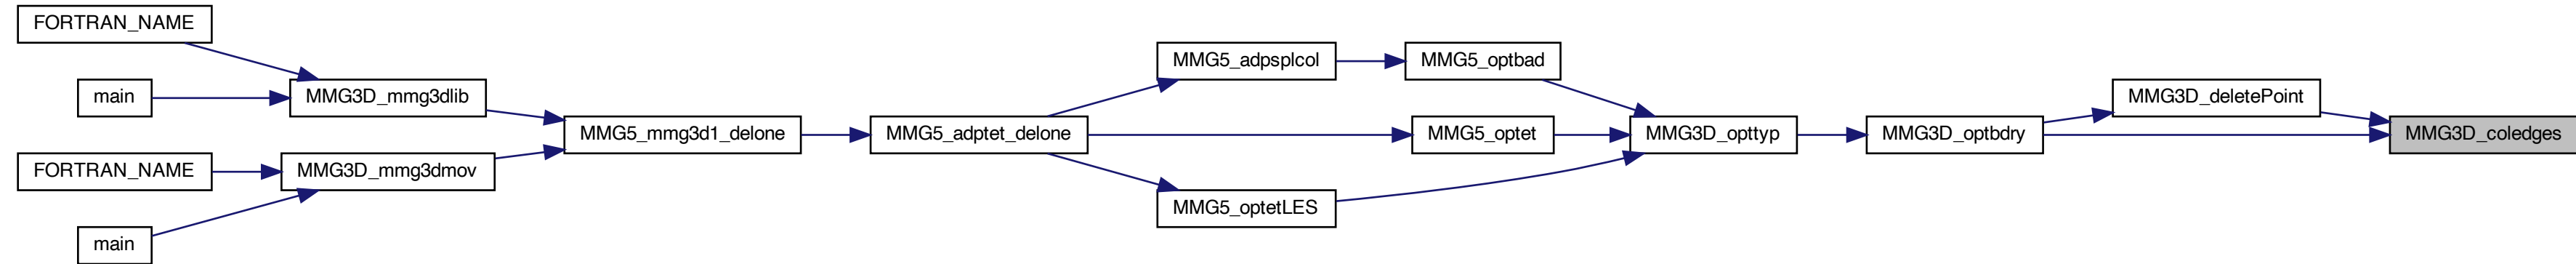 FORTRAN_NAME
main
MMG3D_mmg3dlib
FORTRAN_NAME
MMG3D_mmg3dmov
main
MMG5_mmg3d1_delone
MMG5_adptet_delone
MMG5_adpsplcol
MMG5_optbad
MMG5_optet
MMG5_optetLES
MMG3D_opttyp
MMG3D_optbdry
MMG3D_deletePoint
MMG3D_coledges